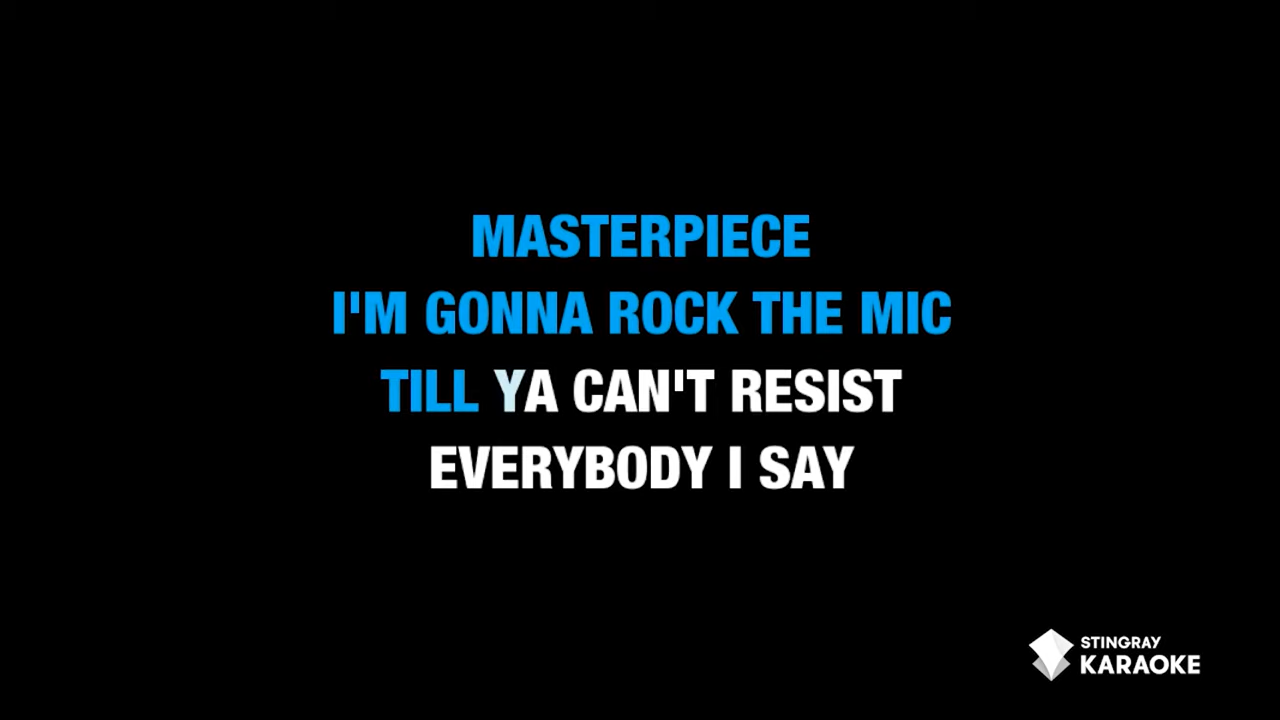 MASTERPIECE
I'M GONNA ROCK THE MIC
TILL YA CAN'T RESIST
EVERYBODY I SAY
STINGRAY
KARAOKE